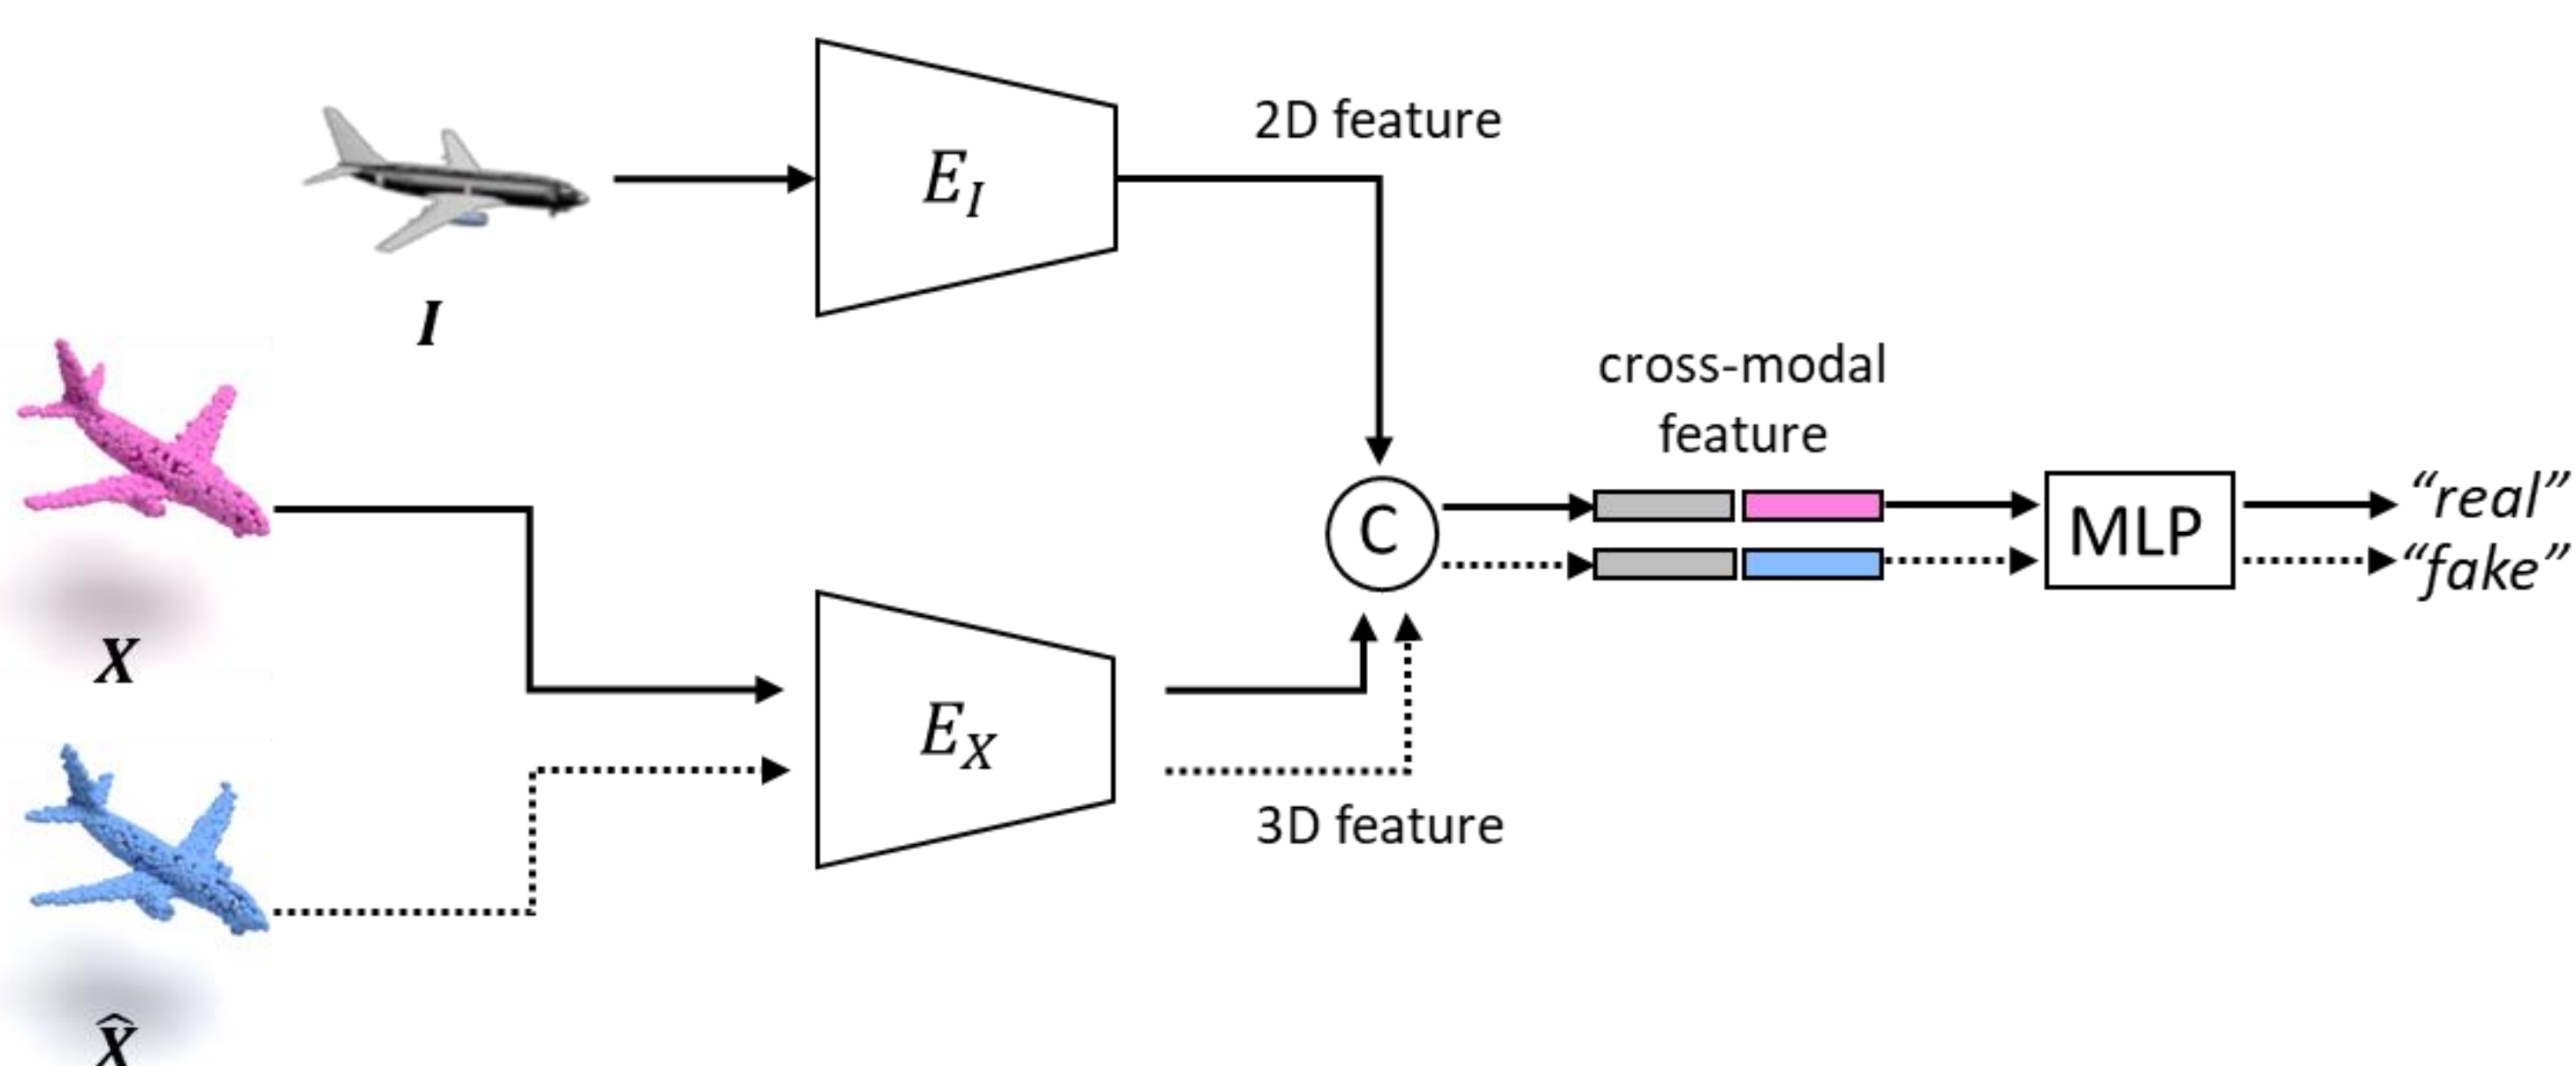 2D feature
E_I
I
cross-modal
feature
X
C
MLP
“real”
“fake”
E_X
3D feature
X̂